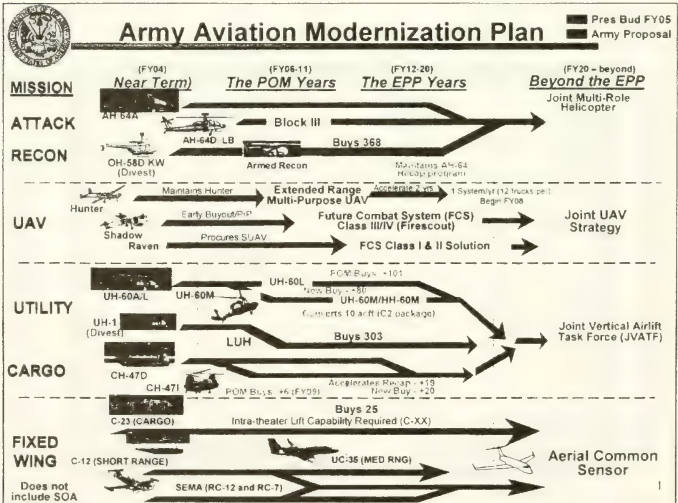 Army Aviation Modernization Plan
Pres Bud FY05
Army Proposal
MISSION
(FY04)
Near Term)
(FY06-11)
The POM Years
(FY12-20)
The EPP Years
(FY20 – beyond)
Beyond the EPP
Joint Multi-Role
Helicopter
ATTACK
AH-64A
AH-64D LB
Block III
RECON
OH-58D KW
(Divest)
Armed Recon
Buys 368
Maintains AH-64
Recap program
UAV
Hunter
Maintains Hunter
Extended Range
Multi-Purpose UAV
Accelerate 2 yrs
1 System/yr (12 trucks per)
Begin FY08
Shadow
Early Buyout/PIP
Future Combat System (FCS)
Class III/IV (Firescout)
Joint UAV
Strategy
Raven
Procures SUAV
FCS Class I & II Solution
UTILITY
UH-60A/L
UH-60M
UH-60L
POM Buys +101
New Buy - +80
UH-60M/HH-60M
Converts 10 acft (C2 package)
UH-1
(Divest)
LUH
Buys 303
Joint Vertical Airlift
Task Force (JVATF)
CARGO
CH-47D
CH-47I
POM Buys +6 (FY09)
Accelerates Recap - +19
New Buy - +20
C-23 (CARGO)
Buys 25
Intra-theater Lift Capability Required (C-XX)
FIXED
WING
C-12 (SHORT RANGE)
UC-35 (MED RNG)
Aerial Common
Sensor
Does not
include SOA
SEMA (RC-12 and RC-7)
1